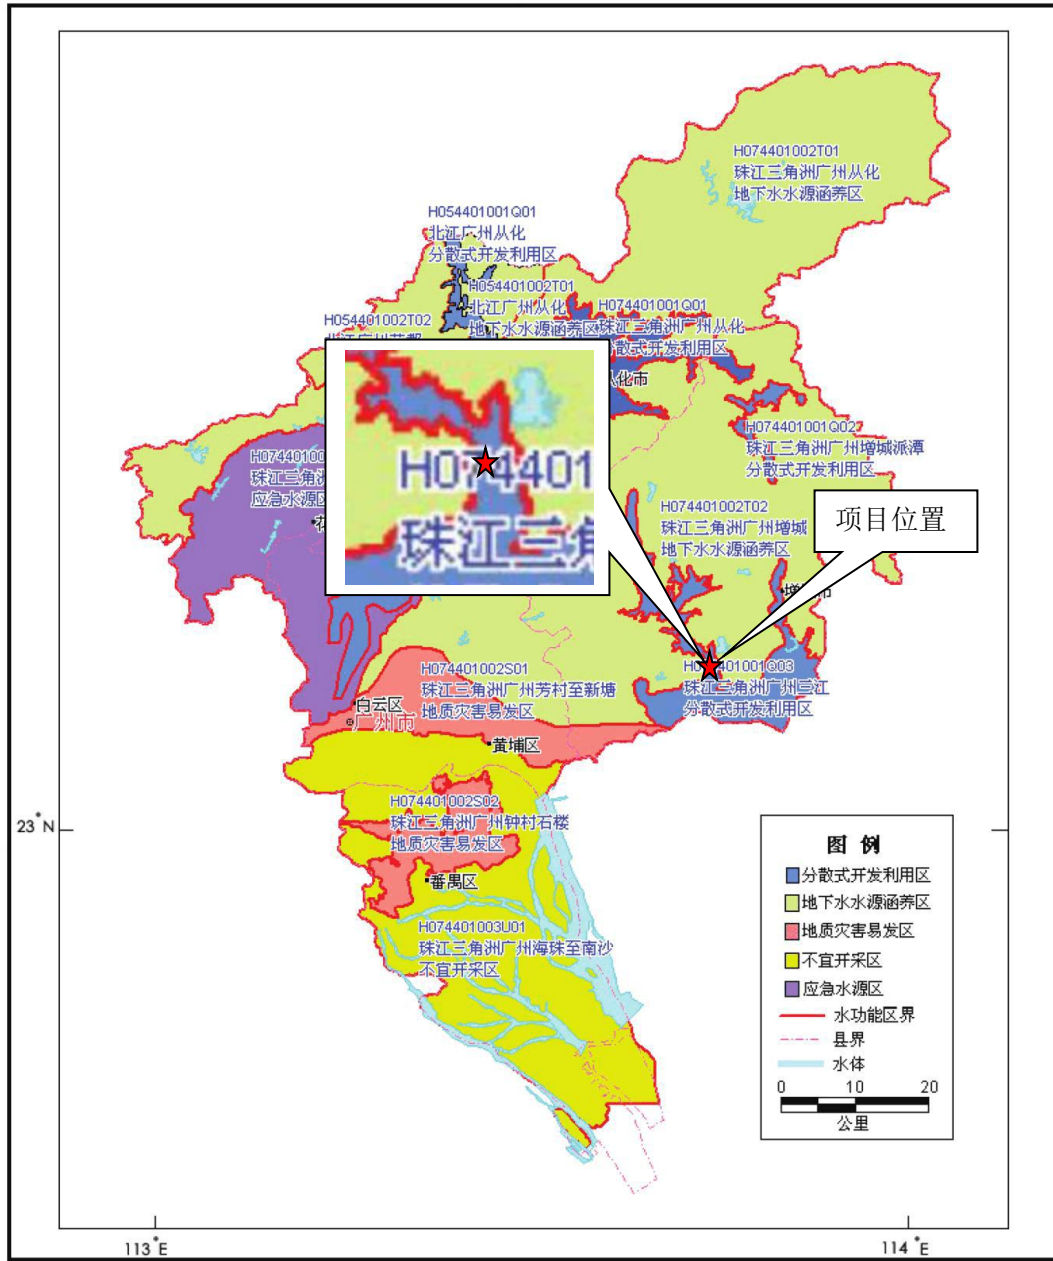 H074401002T01
珠江三角洲广州从化
地下水水源涵养区
H054401001Q01
北江广州从化
分散式开发利用区
H054401002T01
北江广州从化
地下水水源涵养区
H074401001Q01
珠江三角洲广州从化
分散式开发利用区
H054401002T02
化市
H074401001Q02
珠江三角洲广州增城派潭
分散式开发利用区
珠江三角
应急水源区
H074401
珠江三角
H074401002T02
珠江三角洲广州增城
地下水水源涵养区
项目位置
市
H074401001Q03
珠江三角洲广州三江
分散式开发利用区
H074401002S01
珠江三角洲广州芳村至新塘
地质灾害易发区
白云区
广州市
黄埔区
H074401002S02
珠江三角洲广州钟村石楼
地质灾害易发区
番禺区
H074401003U01
珠江三角洲广州海珠至南沙
不宜开采区
23°N
113°E
114°E
图 例
分散式开发利用区
地下水水源涵养区
地质灾害易发区
不宜开采区
应急水源区
水功能区界
县界
水体
0 10 20
公里